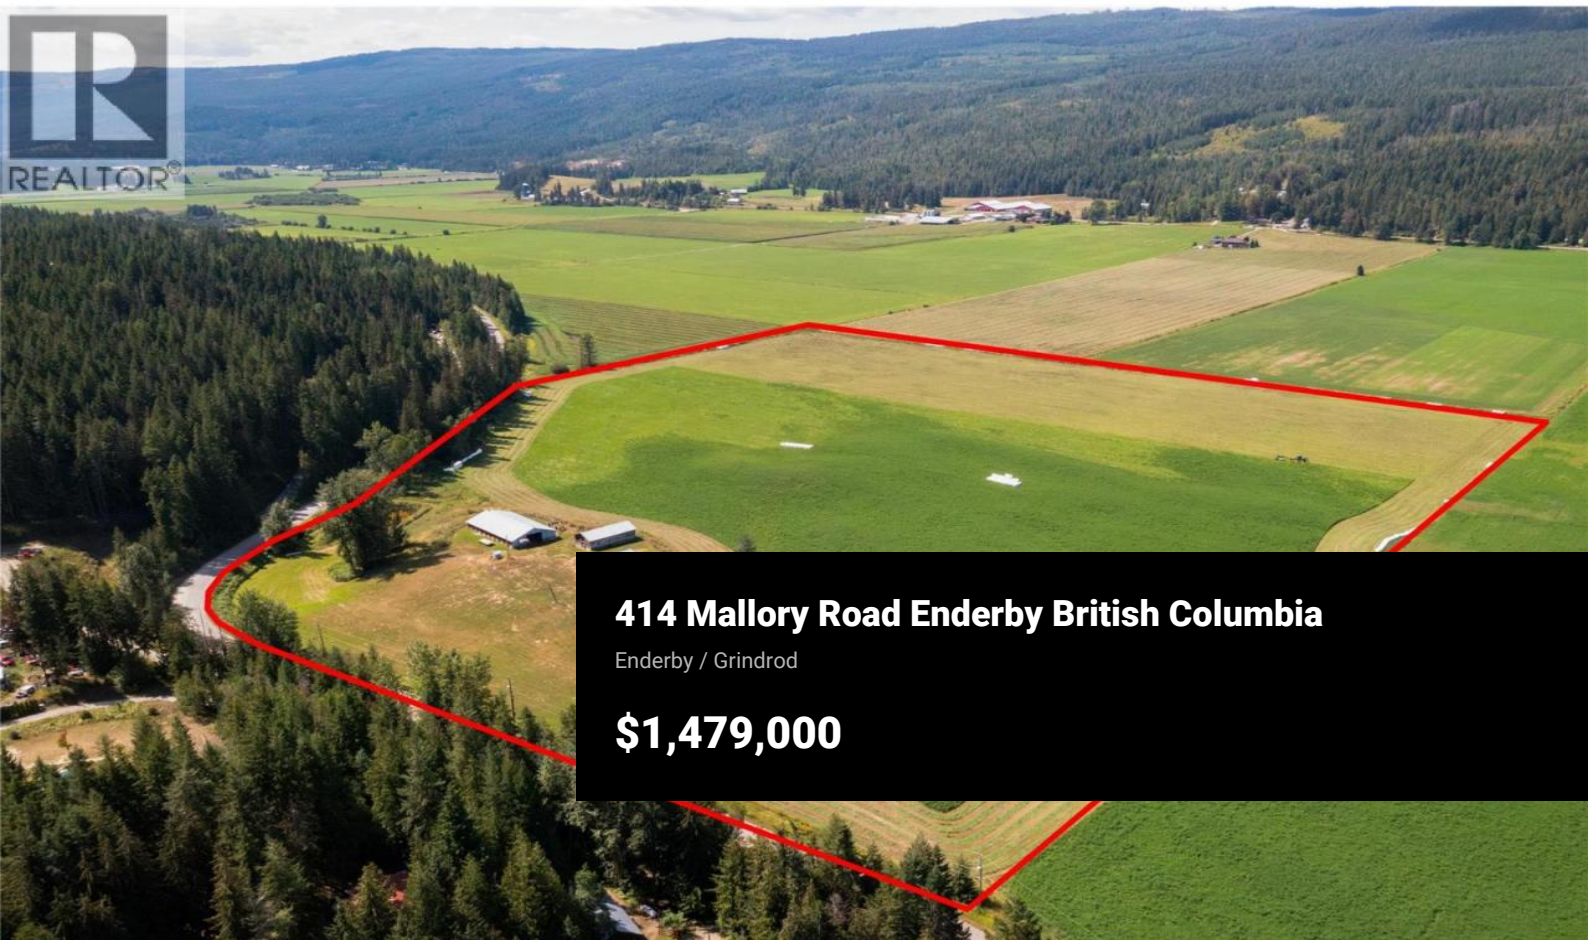 REALTOR®
414 Mallory Road Enderby British Columbia
Enderby / Grindrod
$1,479,000